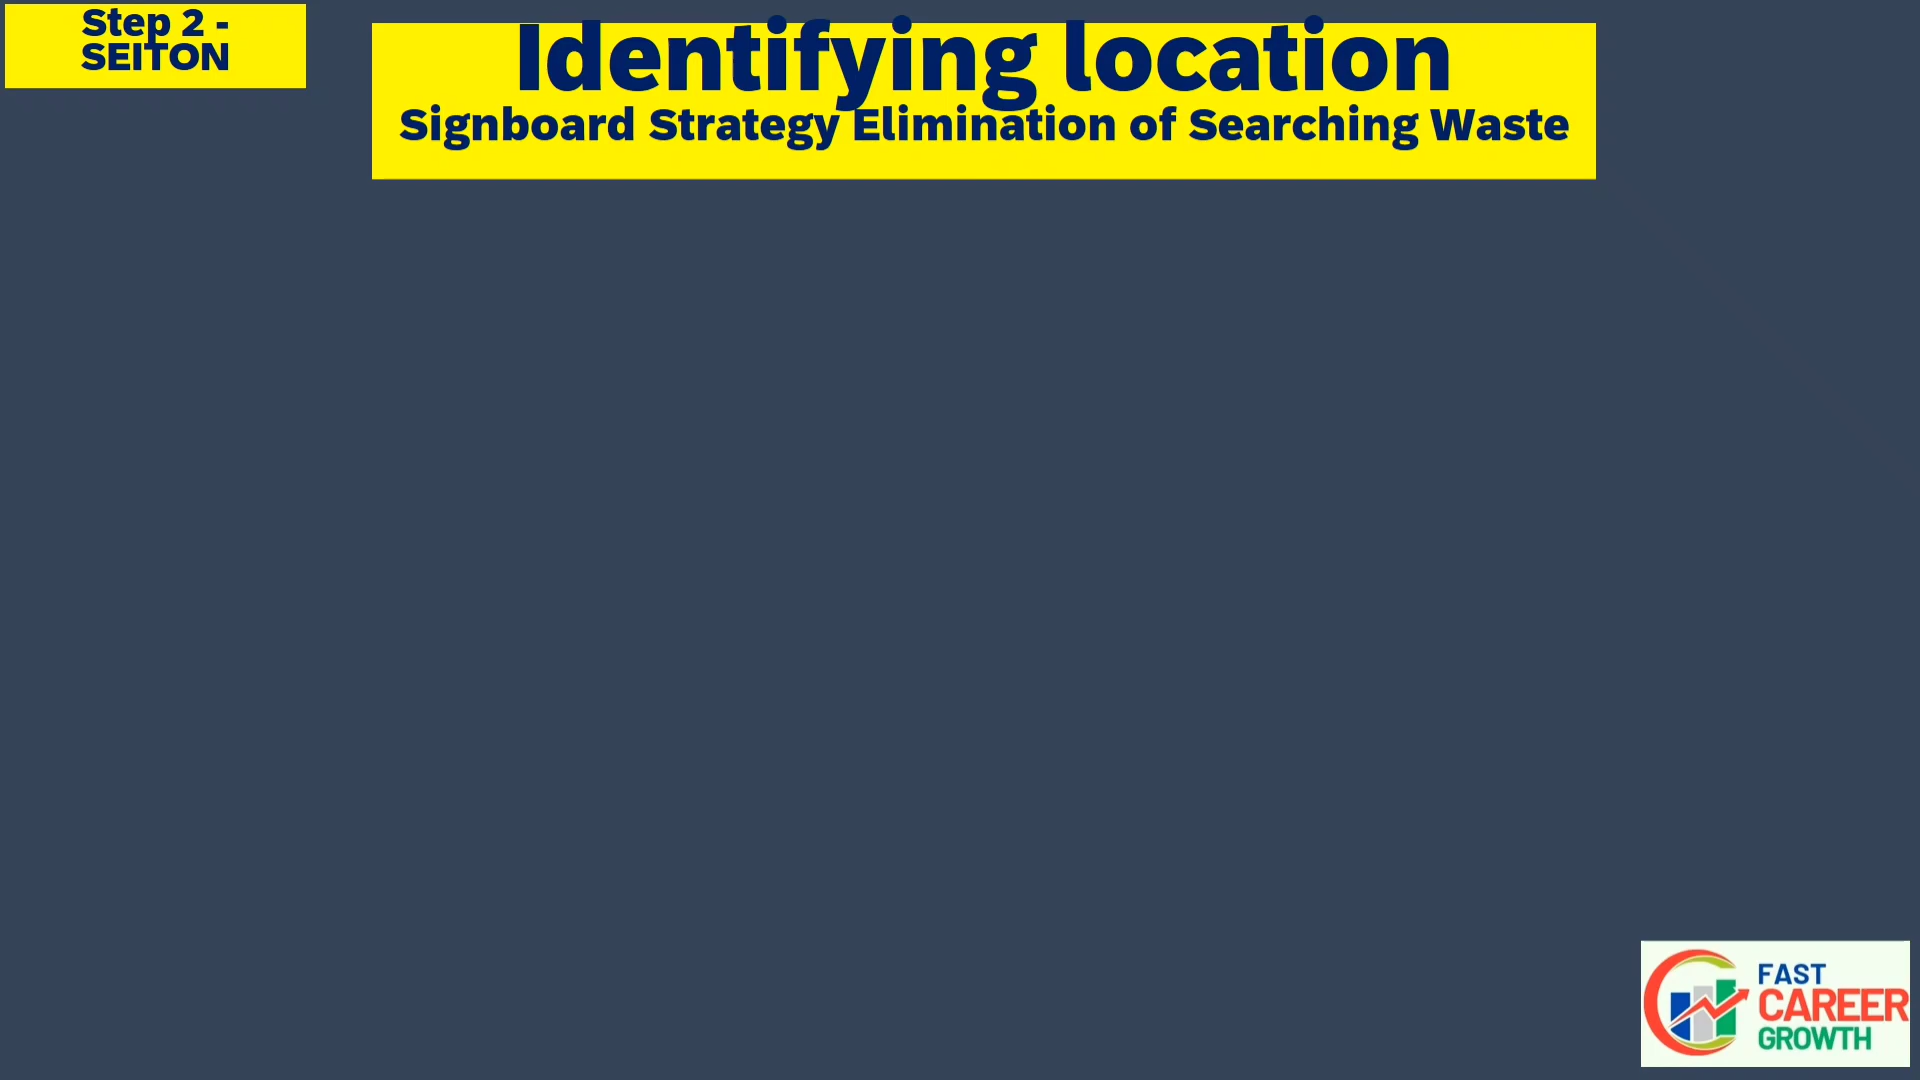 Step 2 -
SEITON
Identifying location
Signboard Strategy Elimination of Searching Waste
FAST
CAREER
GROWTH